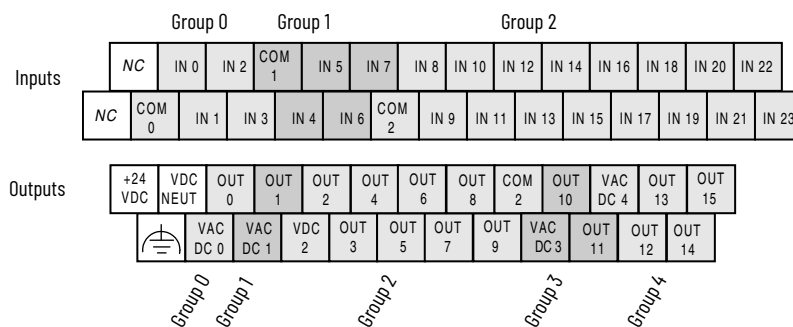 Group 0 Group 1 Group 2
Inputs
NC IN 0 IN 2 COM 1 IN 5 IN 7 IN 8 IN 10 IN 12 IN 14 IN 16 IN 18 IN 20 IN 22
NC COM 0 IN 1 IN 3 IN 4 IN 6 COM 2 IN 9 IN 11 IN 13 IN 15 IN 17 IN 19 IN 21 IN 23
Outputs
+24 VDC VDC NEUT OUT 0 OUT 1 OUT 2 OUT 4 OUT 6 OUT 8 COM 2 OUT 10 VAC DC 4 OUT 13 OUT 15
VAC DC 0 VAC DC 1 VDC 2 OUT 3 OUT 5 OUT 7 OUT 9 VAC DC 3 OUT 11 OUT 12 OUT 14
Group 0 Group 1 Group 2 Group 3 Group 4